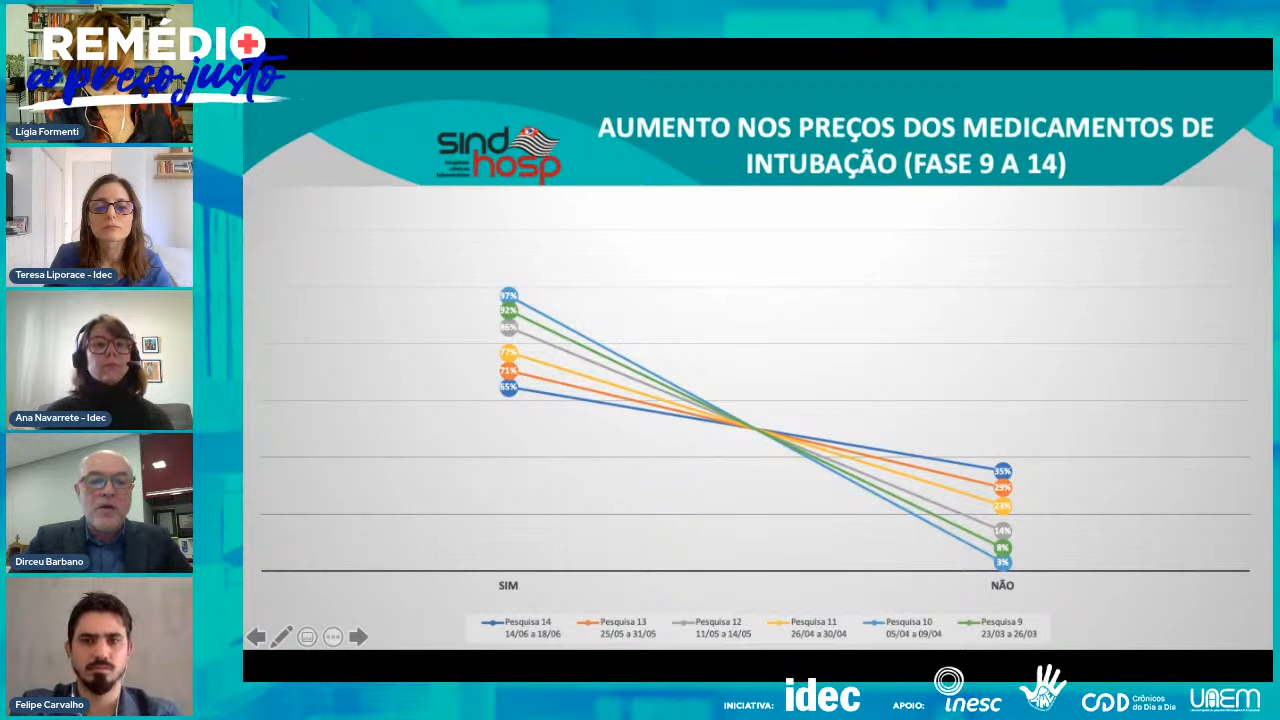 REMÉDIO
a preço justo
Lígia Formenti
Teresa Liporace - Idec
Ana Navarrete - Idec
Dirceu Barbano
Felipe Carvalho
sind
hosp
AUMENTO NOS PREÇOS DOS MEDICAMENTOS DE
INTUBAÇÃO (FASE 9 A 14)
97%
92%
86%
77%
71%
65%
35%
29%
23%
14%
8%
3%
SIM
NÃO
Pesquisa 14
14/06 a 18/06
Pesquisa 13
25/05 a 31/05
Pesquisa 12
11/05 a 14/05
Pesquisa 11
26/04 a 30/04
Pesquisa 10
05/04 a 09/04
Pesquisa 9
23/03 a 26/03
INICIATIVA: idec
APOIO: inesc
CDD Crônicos
do Dia a Dia
UAEM